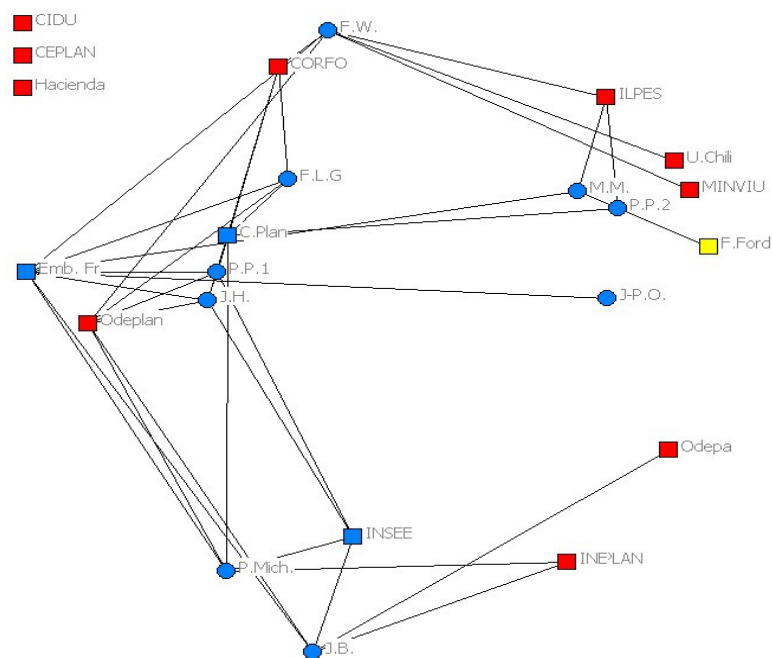 CIDU
F.W.
CEPLAN
CORFO
Hacienda
ILPES
U.Chili
F.L.G
M.M.
MINVIU
P.P.2
C.Plan
F.Ford
Emb. Fr
P.P.1
J.H.
J-P.O.
Odeplan
Odepa
INSEE
INEPLAN
P.Mich.
J.B.